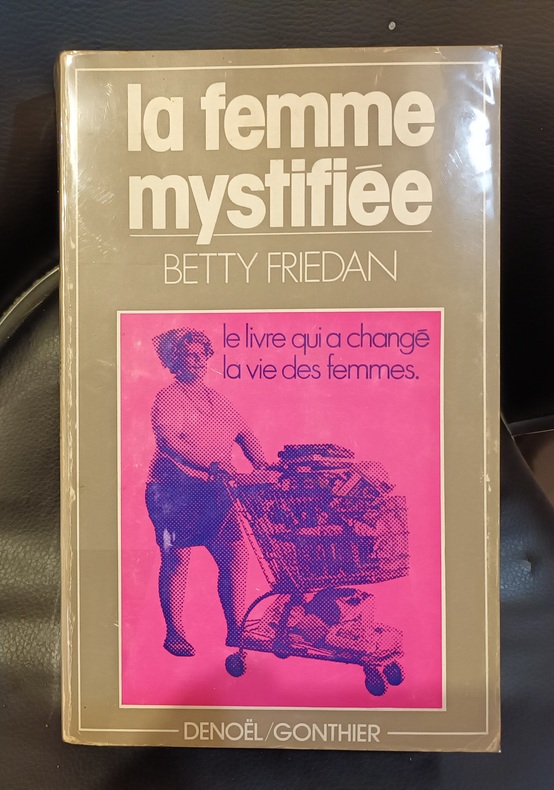 la femme
mystifiée
BETTY FRIEDAN
le livre qui a changé
la vie des femmes.
DENOËL/GONTHIER